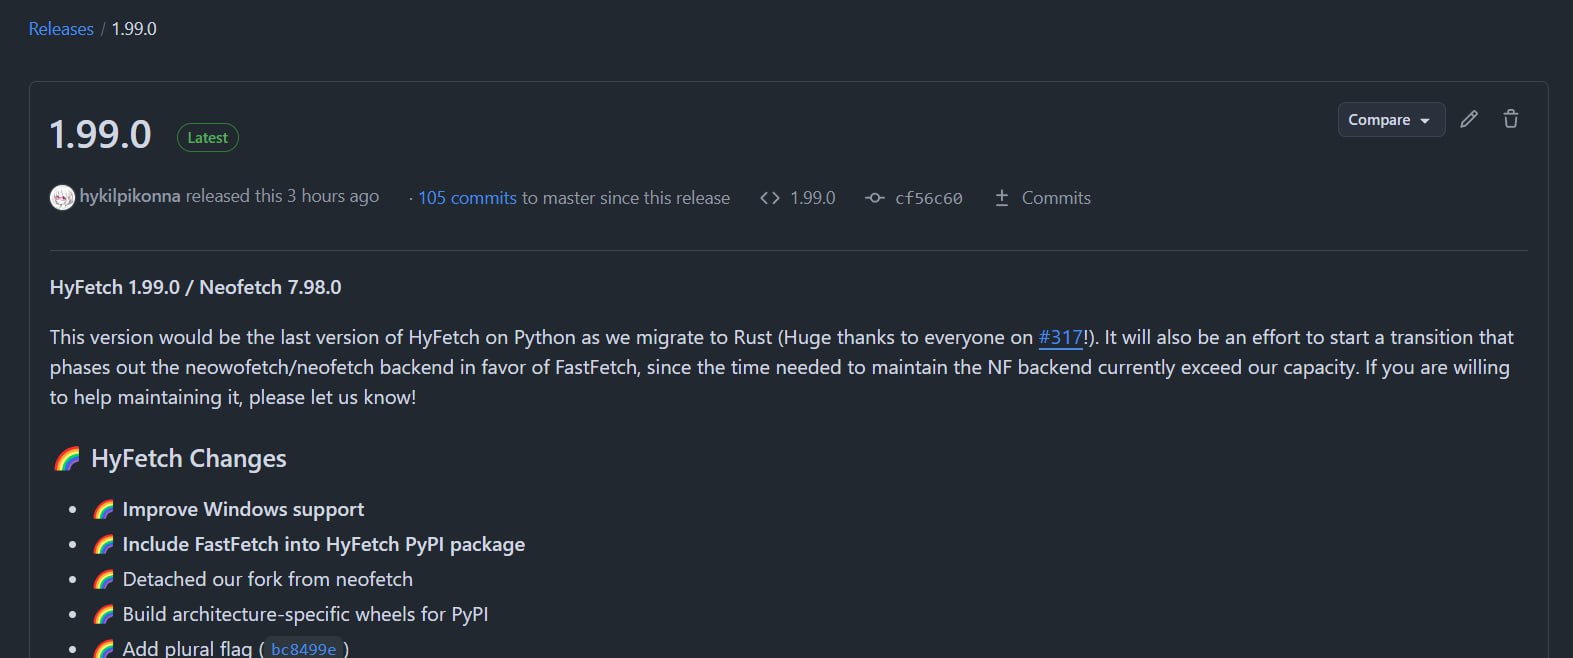 Releases / 1.99.0
1.99.0 Latest
Compare
hykilpikonna released this 3 hours ago · 105 commits to master since this release <> 1.99.0 cf56c60 Commits
HyFetch 1.99.0 / Neofetch 7.98.0
This version would be the last version of HyFetch on Python as we migrate to Rust (Huge thanks to everyone on #317!). It will also be an effort to start a transition that
phases out the neowofetch/neofetch backend in favor of FastFetch, since the time needed to maintain the NF backend currently exceed our capacity. If you are willing
to help maintaining it, please let us know!
🌈 HyFetch Changes
• 🌈 Improve Windows support
• 🌈 Include FastFetch into HyFetch PyPI package
• 🌈 Detached our fork from neofetch
• 🌈 Build architecture-specific wheels for PyPI
• 🌈 Add plural flag (bc8499e)